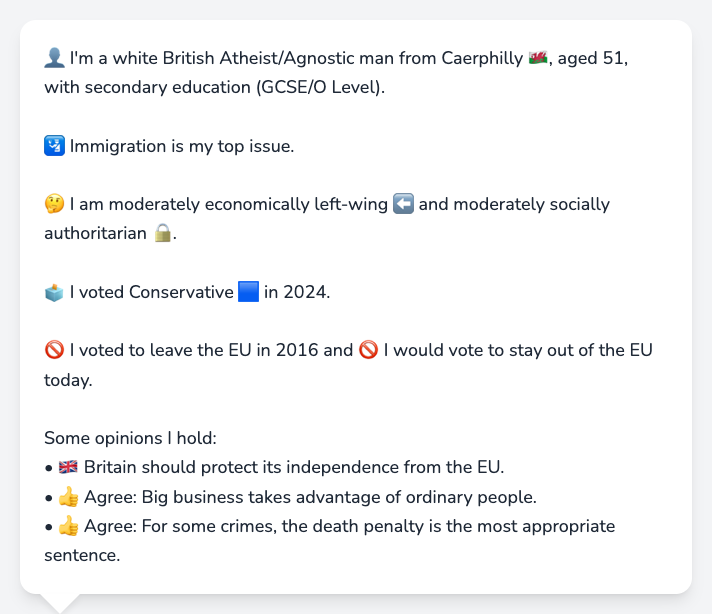 👤 I'm a white British Atheist/Agnostic man from Caerphilly 🏴󠁧󠁢󠁷󠁬󠁳󠁿, aged 51,
with secondary education (GCSE/O Level).
🛂 Immigration is my top issue.
🤔 I am moderately economically left-wing ⬅️ and moderately socially
authoritarian 🔒.
🗳️ I voted Conservative 🟦 in 2024.
🚫 I voted to leave the EU in 2016 and 🚫 I would vote to stay out of the EU
today.
Some opinions I hold:
• 🇬🇧 Britain should protect its independence from the EU.
• 👍 Agree: Big business takes advantage of ordinary people.
• 👍 Agree: For some crimes, the death penalty is the most appropriate
sentence.